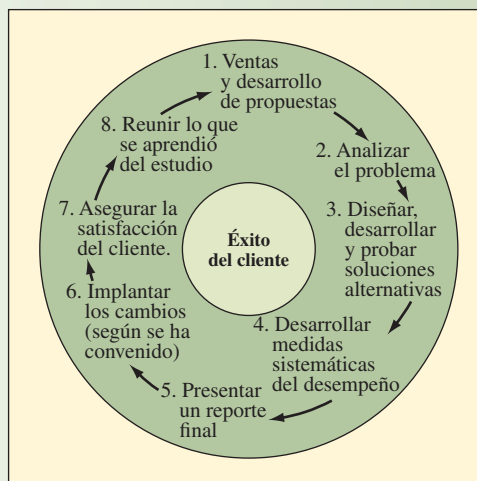 1. Ventas
y desarrollo
de propuestas
2. Analizar
el problema
3. Diseñar,
desarrollar
y probar
soluciones
alternativas
4. Desarrollar
medidas
sistemáticas
del desempeño
5. Presentar
un reporte
final
6. Implantar
los cambios
(según se ha
convenido)
7. Asegurar la
satisfacción
del cliente.
8. Reunir lo que
se aprendió
del estudio
Éxito
del cliente